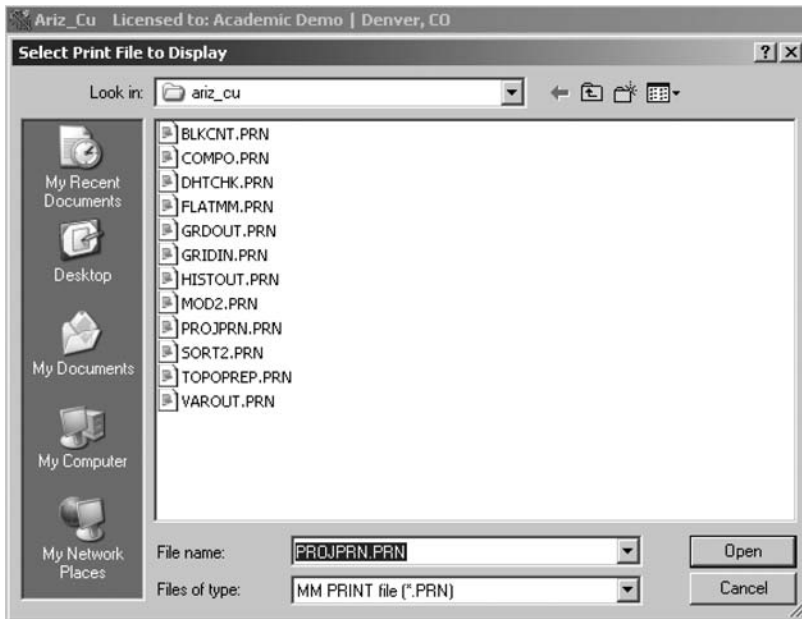 Ariz_Cu Licensed to: Academic Demo | Denver, CO
Select Print File to Display
Look in: ariz_cu
My Recent
Documents
Desktop
My Documents
My Computer
My Network
Places
BLKCNT.PRN
COMPO.PRN
DHTCHK.PRN
FLATMM.PRN
GRDOUT.PRN
GRIDIN.PRN
HISTOUT.PRN
MOD2.PRN
PROJPRN.PRN
SORT2.PRN
TOPOPREP.PRN
VAROUT.PRN
File name: PROJPRN.PRN Open
Files of type: MM PRINT file (*.PRN) Cancel